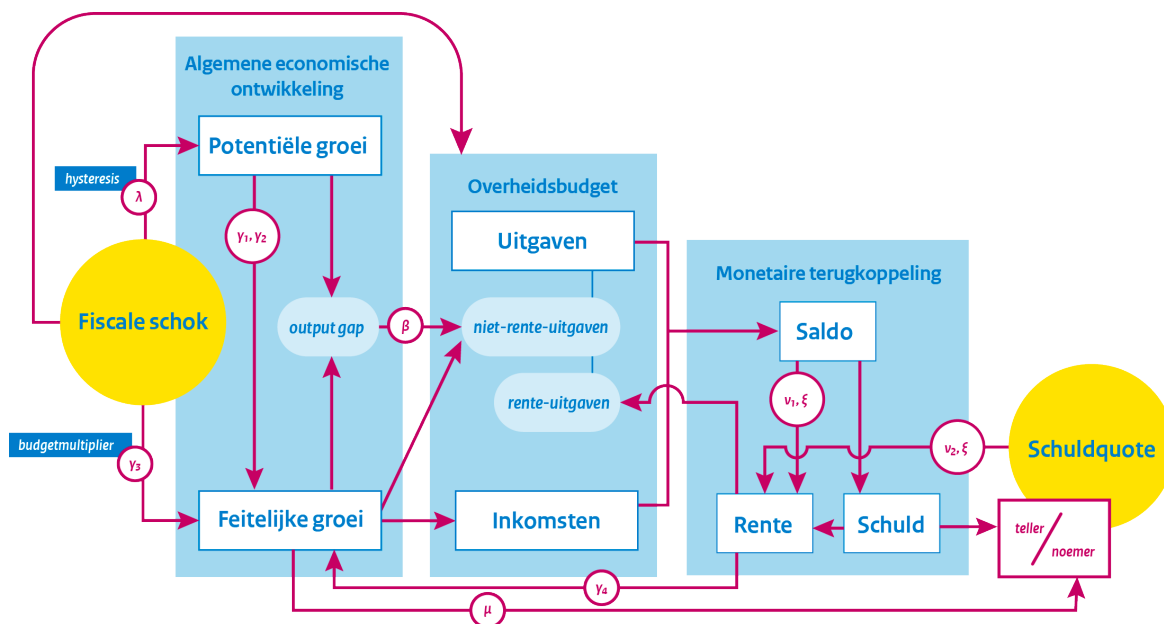 Algemene economische
ontwikkeling
Potentiële groei
hysteresis
λ
γ₁, γ₂
Fiscale schok
output gap
β
budgetmultiplier
γ₃
Feitelijke groei
Overheidsbudget
Uitgaven
niet-rente-uitgaven
rente-uitgaven
Inkomsten
Monetaire terugkoppeling
Saldo
ν₁, ξ
ν₂, ξ
Schuldquote
Rente
Schuld
teller
noemer
γ₄
μ